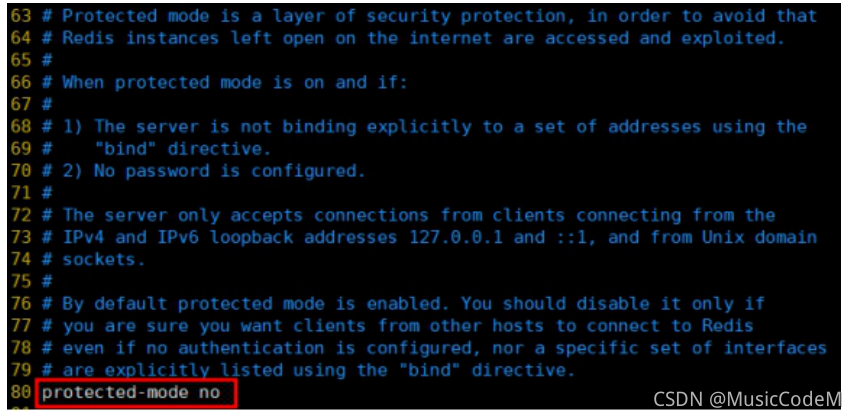 63 # Protected mode is a layer of security protection, in order to avoid that
64 # Redis instances left open on the internet are accessed and exploited.
65 #
66 # When protected mode is on and if:
67 #
68 # 1) The server is not binding explicitly to a set of addresses using the
69 #    "bind" directive.
70 # 2) No password is configured.
71 #
72 # The server only accepts connections from clients connecting from the
73 # IPv4 and IPv6 loopback addresses 127.0.0.1 and ::1, and from Unix domain
74 # sockets.
75 #
76 # By default protected mode is enabled. You should disable it only if
77 # you are sure you want clients from other hosts to connect to Redis
78 # even if no authentication is configured, nor a specific set of interfaces
79 # are explicitly listed using the "bind" directive.
80 protected-mode no
CSDN @MusicCodeM